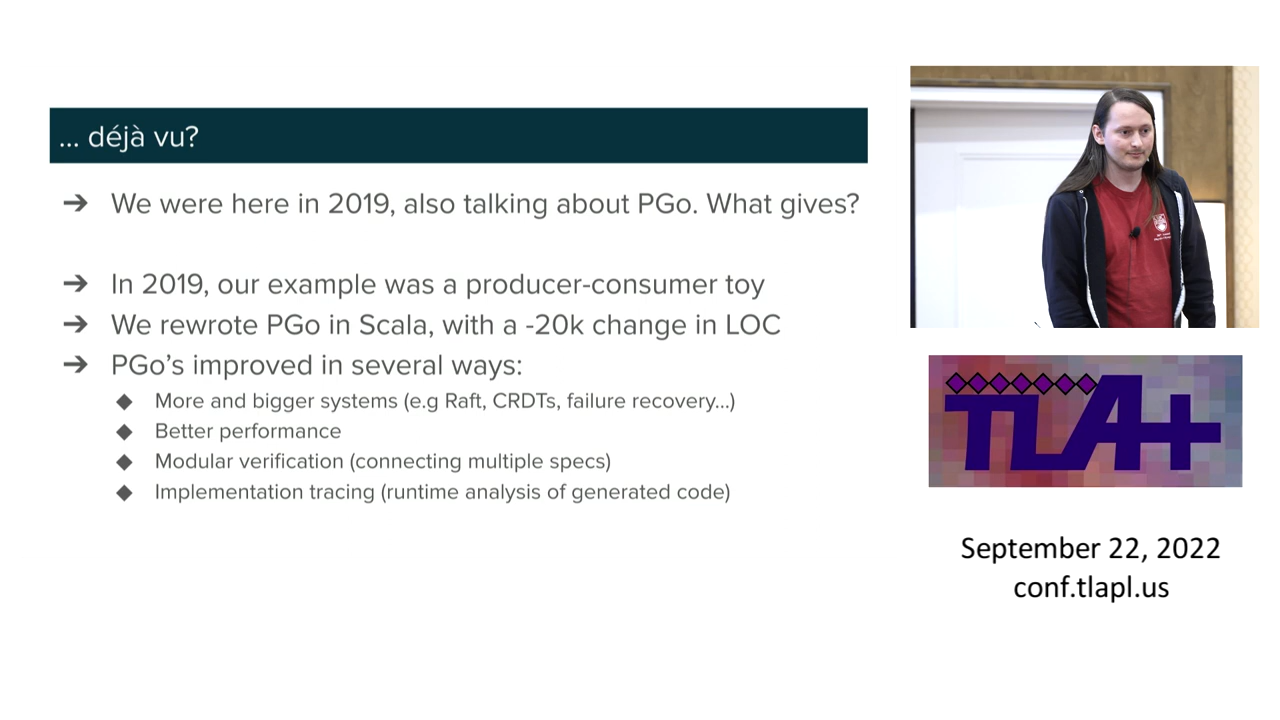 ... déjà vu?
➔ We were here in 2019, also talking about PGo. What gives?
➔ In 2019, our example was a producer-consumer toy
➔ We rewrote PGo in Scala, with a -20k change in LOC
➔ PGo's improved in several ways:
◆ More and bigger systems (e.g Raft, CRDTs, failure recovery...)
◆ Better performance
◆ Modular verification (connecting multiple specs)
◆ Implementation tracing (runtime analysis of generated code)
TLA+
September 22, 2022
conf.tlapl.us